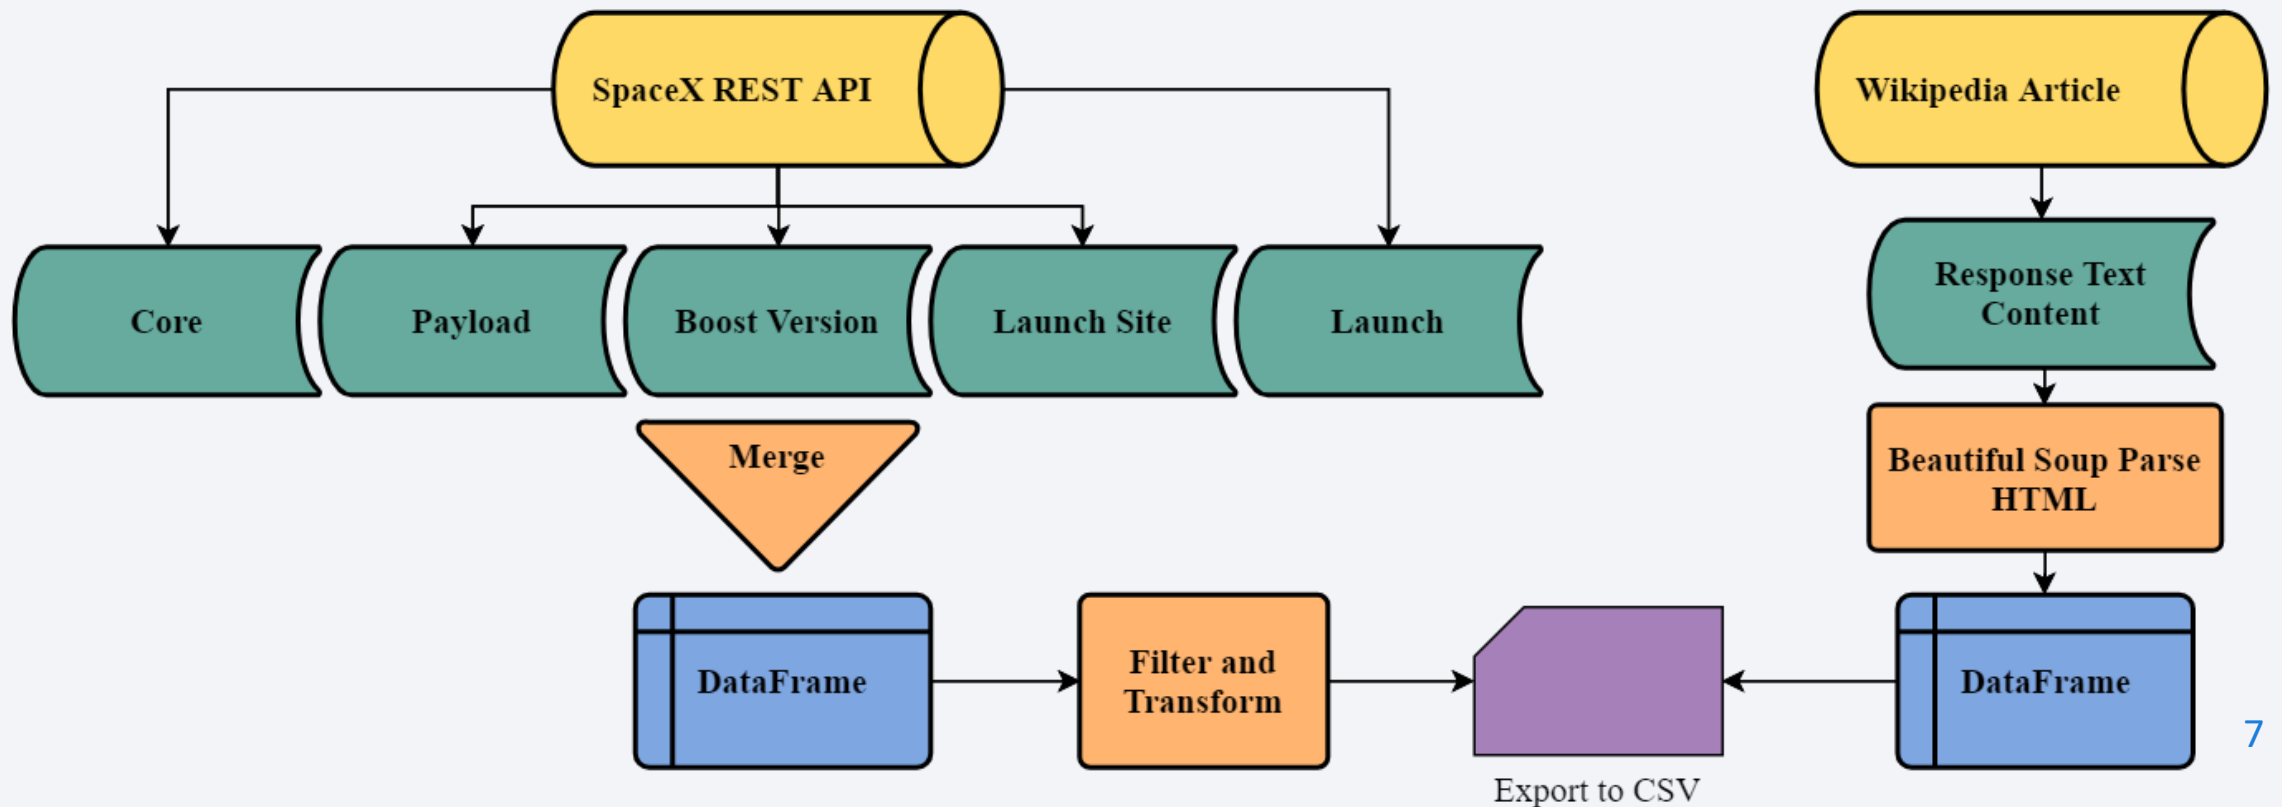 SpaceX REST API
Wikipedia Article
Core
Payload
Boost Version
Launch Site
Launch
Response Text
Content
Merge
Beautiful Soup Parse
HTML
DataFrame
Filter and
Transform
Export to CSV
DataFrame
7